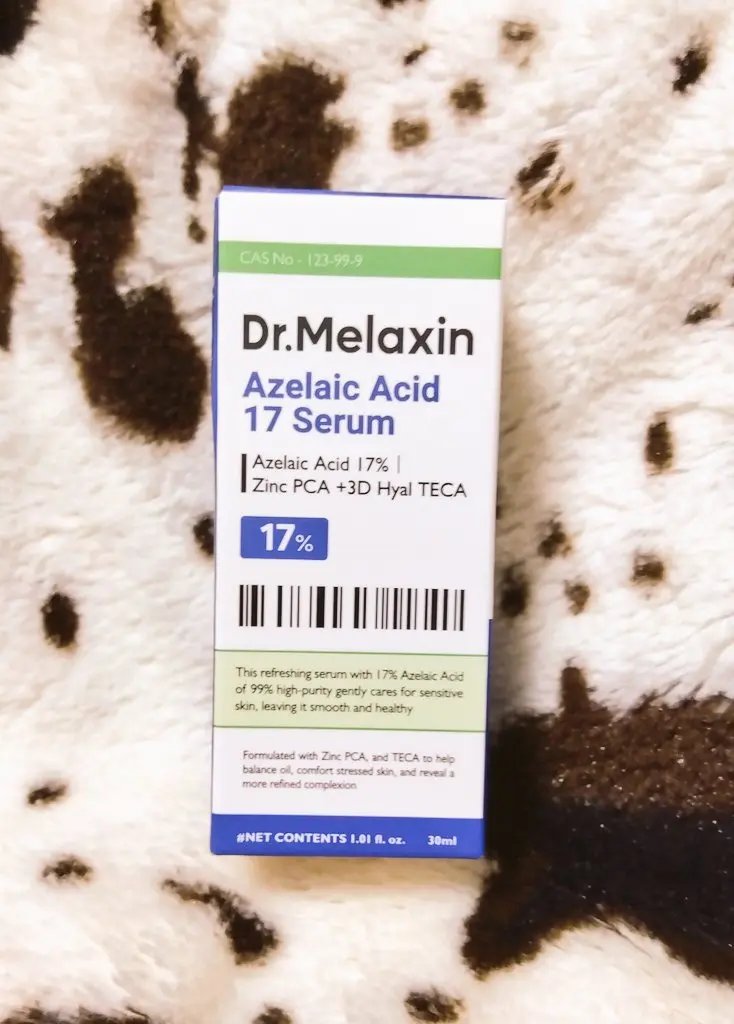 CAS No - 123-99-9
Dr.Melaxin
Azelaic Acid
17 Serum
Azelaic Acid 17% |
Zinc PCA +3D Hyal TECA
17%
This refreshing serum with 17% Azelaic Acid
of 99% high-purity gently cares for sensitive
skin, leaving it smooth and healthy
Formulated with Zinc PCA, and TECA to help
balance oil, comfort stressed skin, and reveal a
more refined complexion
#NET CONTENTS 1.01 fl. oz. 30ml